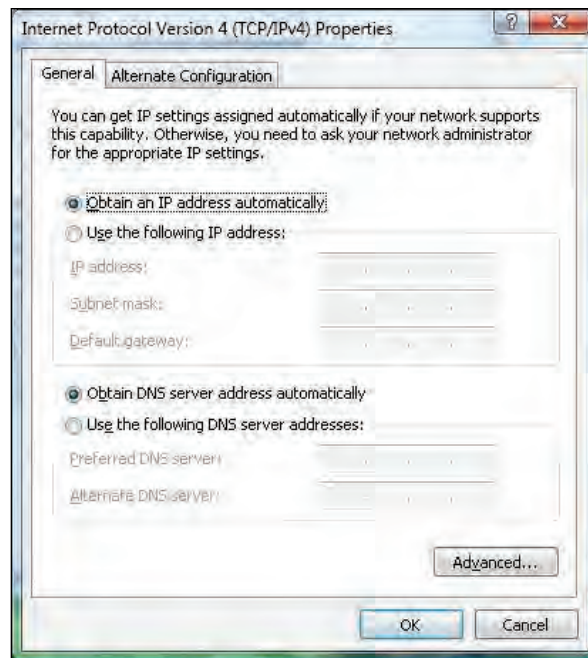 Internet Protocol Version 4 (TCP/IPv4) Properties
General
Alternate Configuration
You can get IP settings assigned automatically if your network supports
this capability. Otherwise, you need to ask your network administrator
for the appropriate IP settings.
Obtain an IP address automatically
Use the following IP address:
IP address:
Subnet mask:
Default gateway:
Obtain DNS server address automatically
Use the following DNS server addresses:
Preferred DNS server:
Alternate DNS server:
Advanced...
OK
Cancel